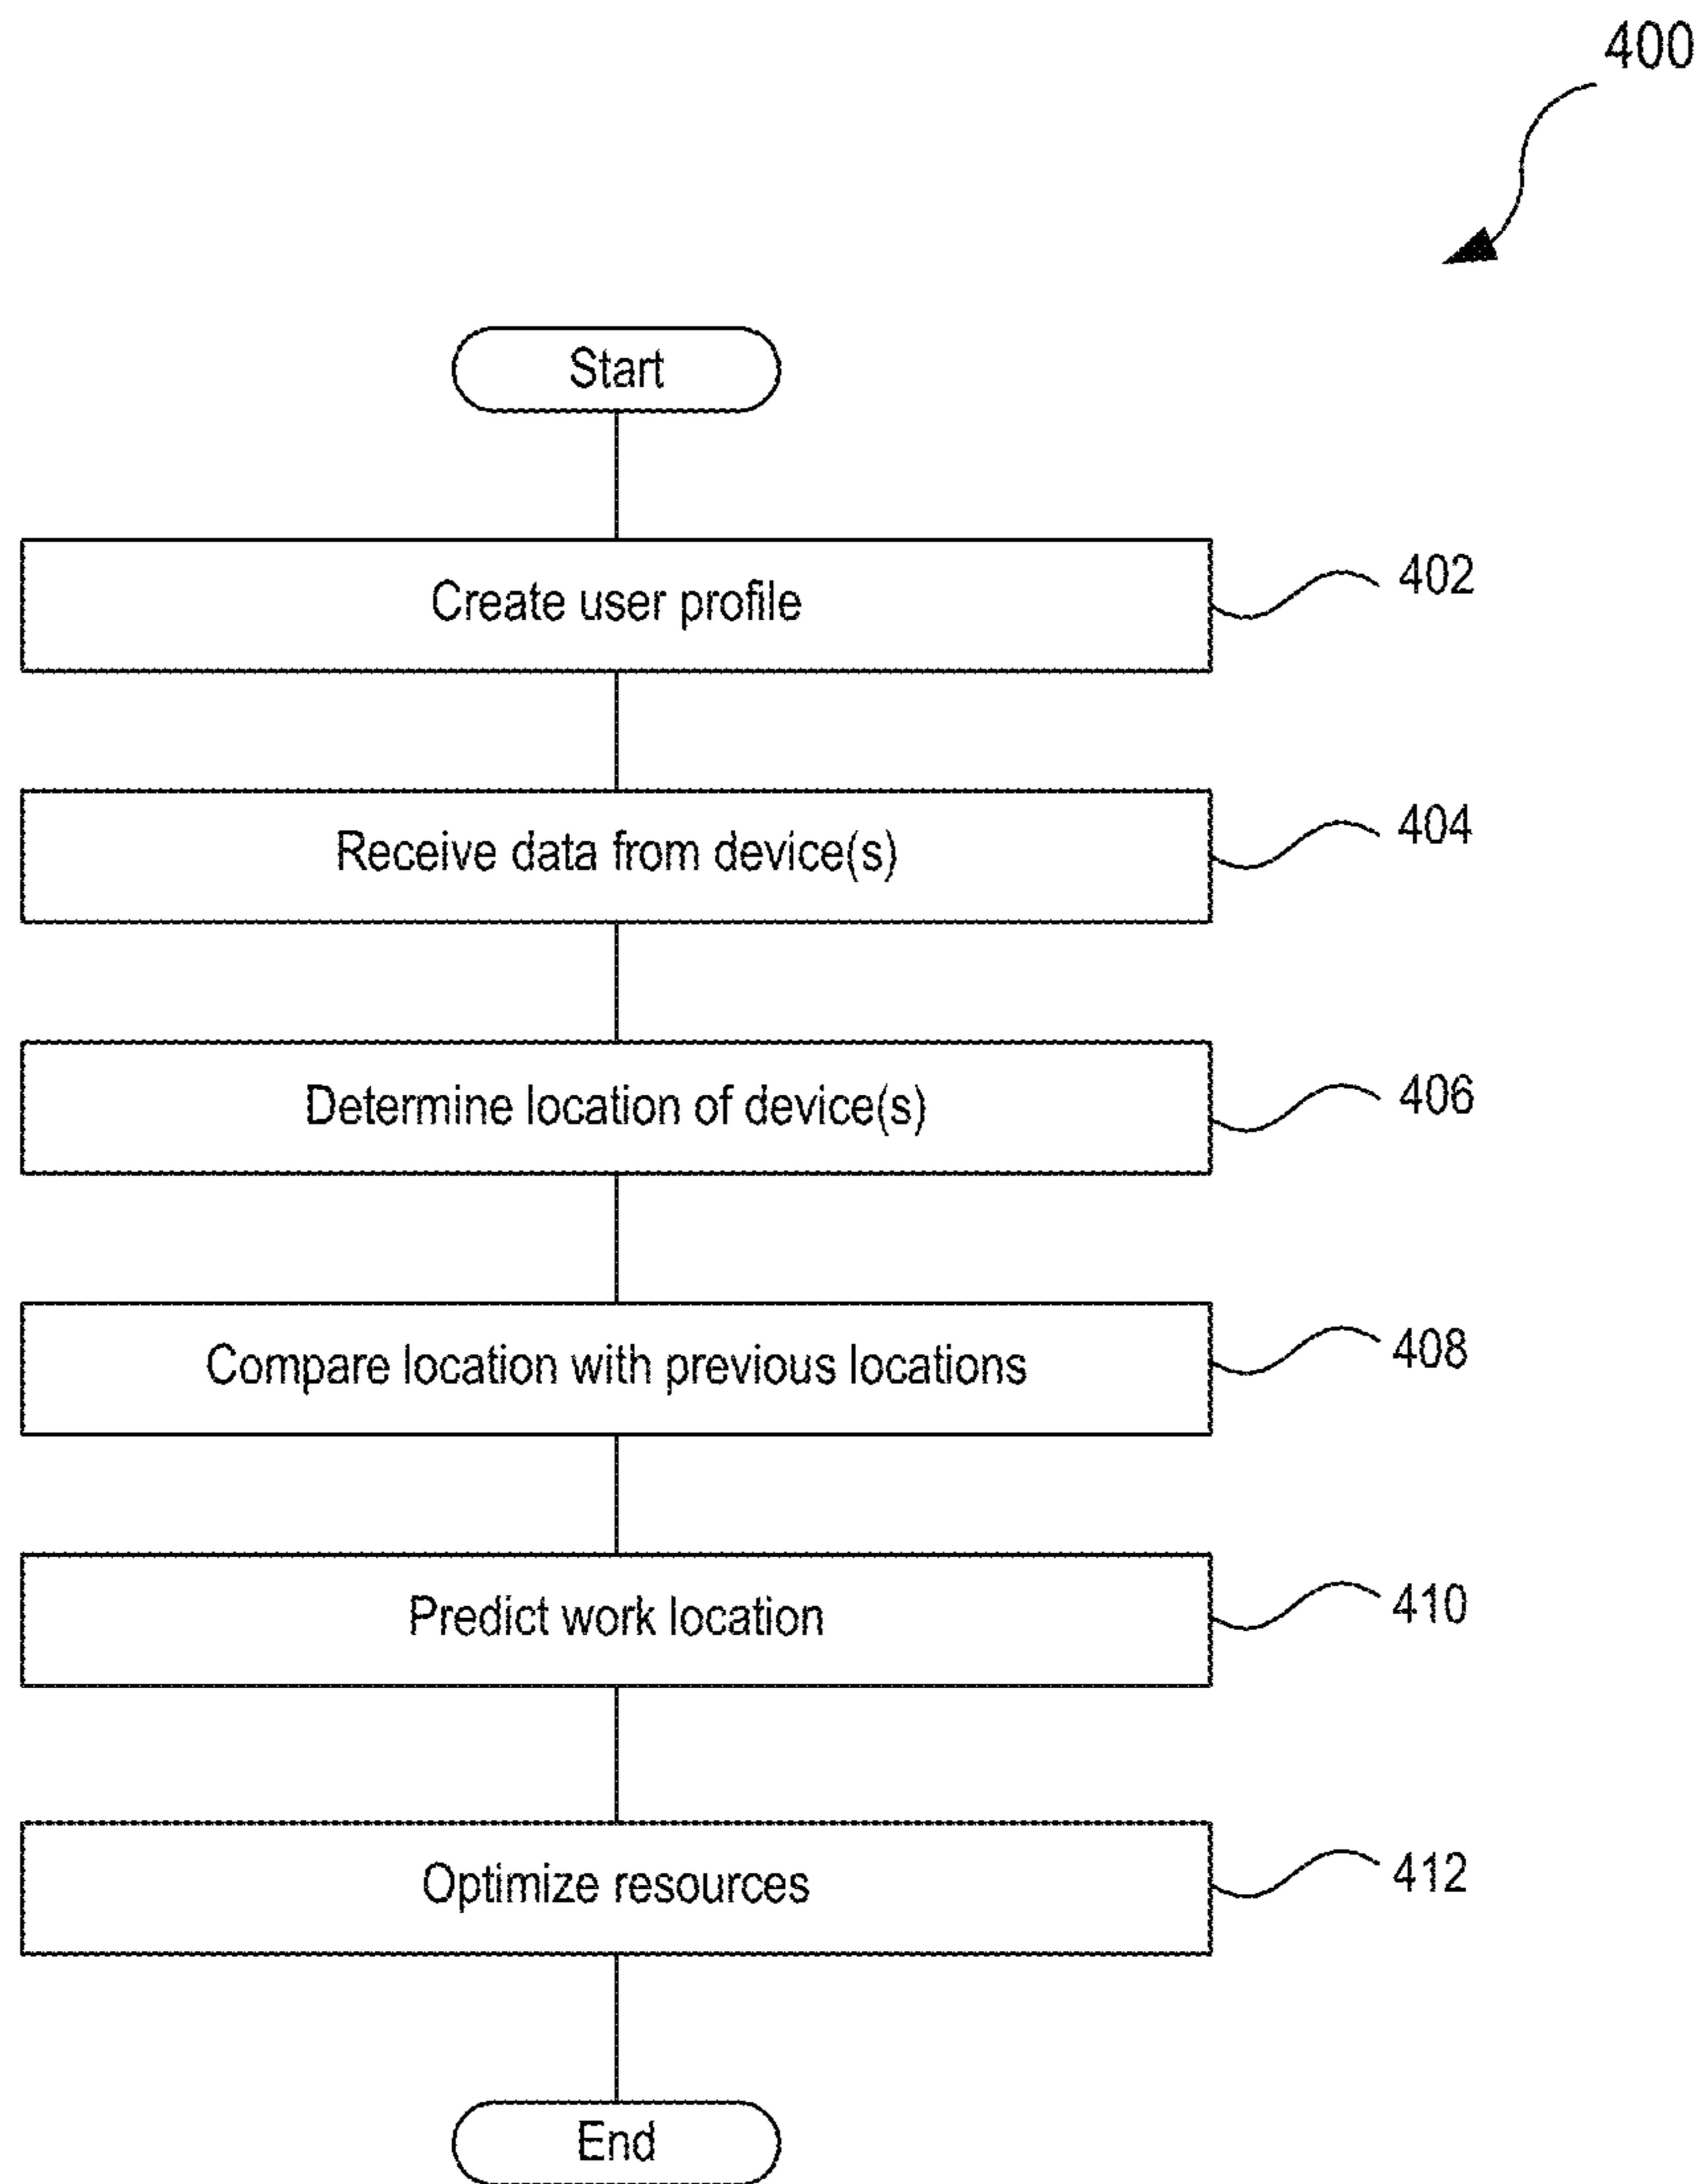 400
Start
Create user profile
402
Receive data from device(s)
404
Determine location of device(s)
406
Compare location with previous locations
408
Predict work location
410
Optimize resources
412
End